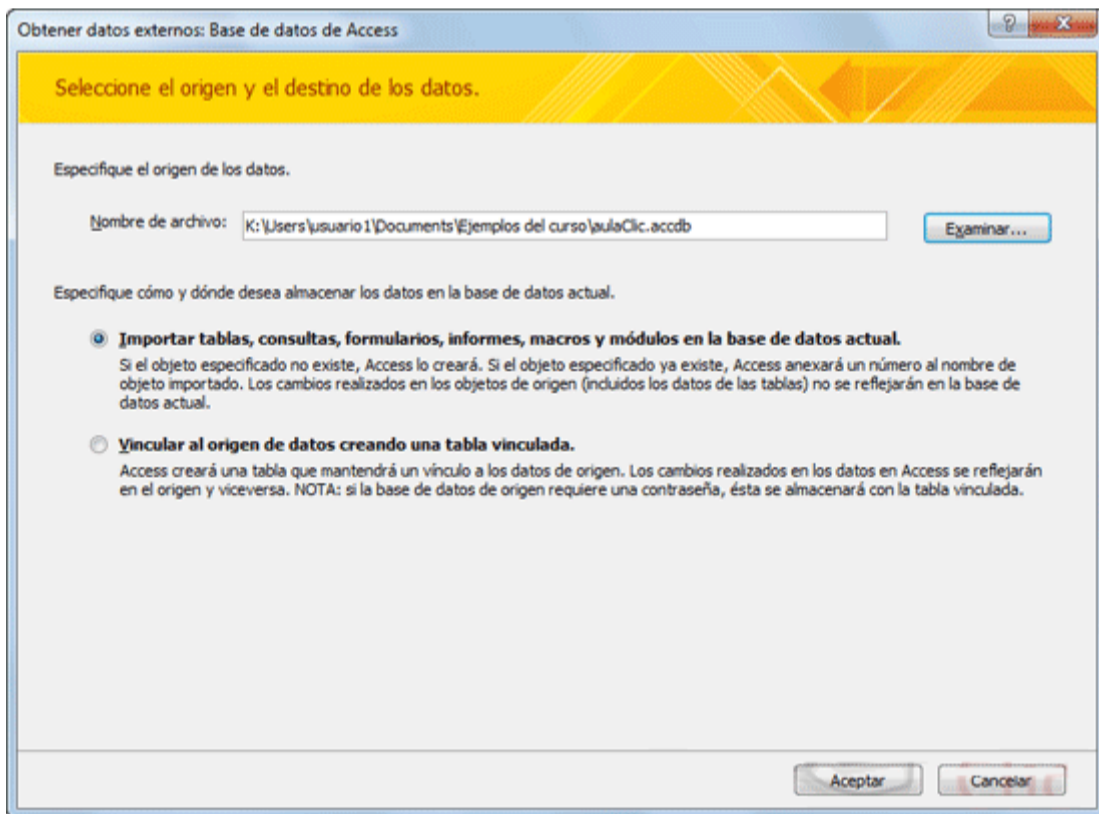 Obtener datos externos: Base de datos de Access
Seleccione el origen y el destino de los datos.
Especifique el origen de los datos.
Nombre de archivo: K:\Users\usuario1\Documents\Ejemplos del curso\aulaClic.accdb Examinar...
Especifique cómo y dónde desea almacenar los datos en la base de datos actual.
Importar tablas, consultas, formularios, informes, macros y módulos en la base de datos actual.
Si el objeto especificado no existe, Access lo creará. Si el objeto especificado ya existe, Access anexará un número al nombre de
objeto importado. Los cambios realizados en los objetos de origen (incluidos los datos de las tablas) no se reflejarán en la base de
datos actual.
Vincular al origen de datos creando una tabla vinculada.
Access creará una tabla que mantendrá un vínculo a los datos de origen. Los cambios realizados en los datos en Access se reflejarán
en el origen y viceversa. NOTA: si la base de datos de origen requiere una contraseña, ésta se almacenará con la tabla vinculada.
Aceptar Cancelar